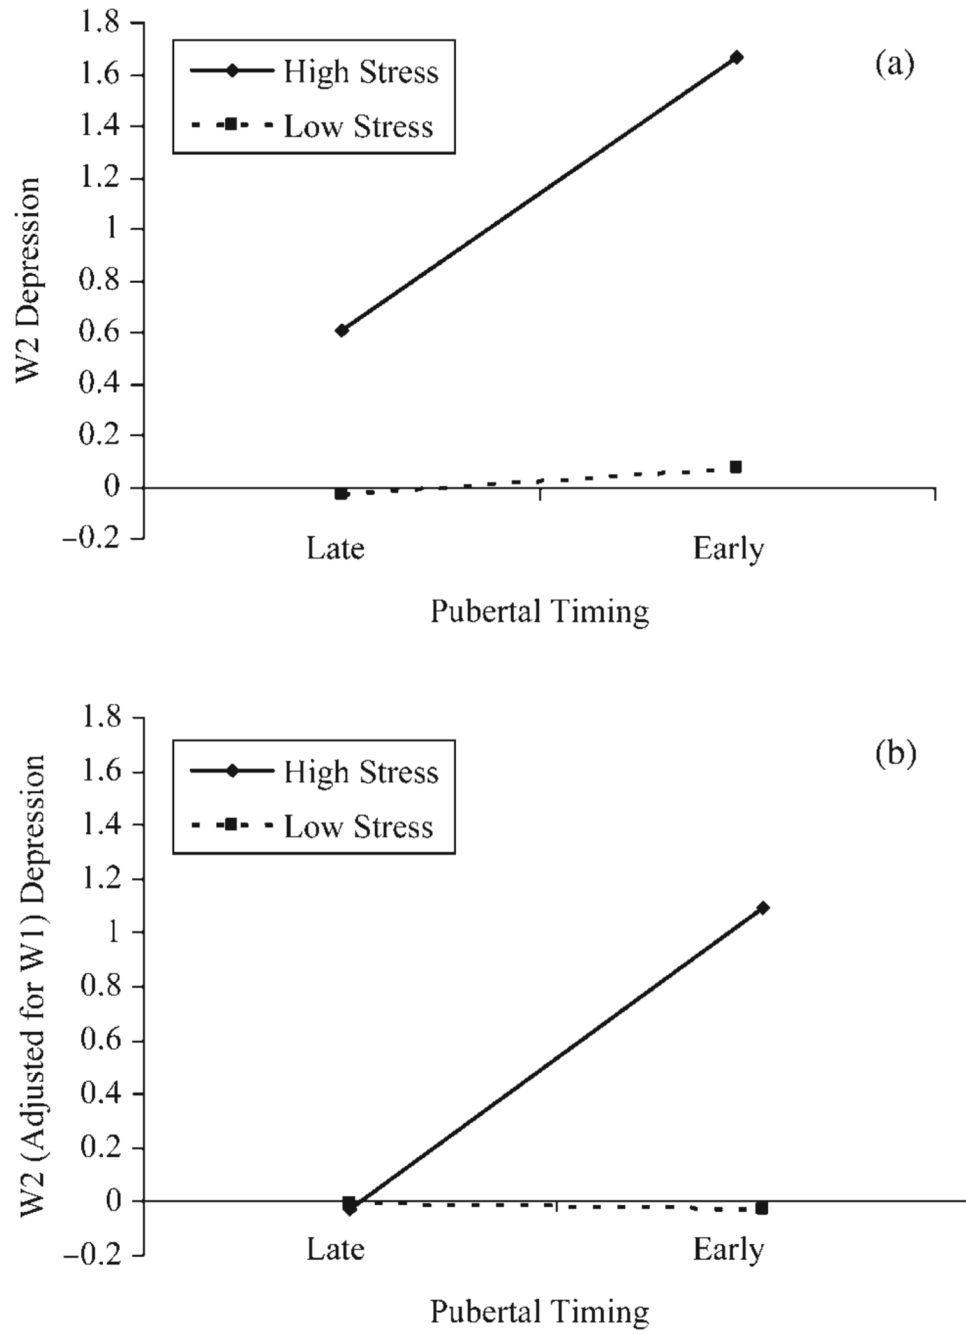 1.8
1.6
1.4
1.2
1
0.8
0.6
0.4
0.2
0
−0.2
W2 Depression
High Stress
Low Stress
(a)
Late Early
Pubertal Timing
1.8
1.6
1.4
1.2
1
0.8
0.6
0.4
0.2
0
−0.2
W2 (Adjusted for W1) Depression
High Stress
Low Stress
(b)
Late Early
Pubertal Timing